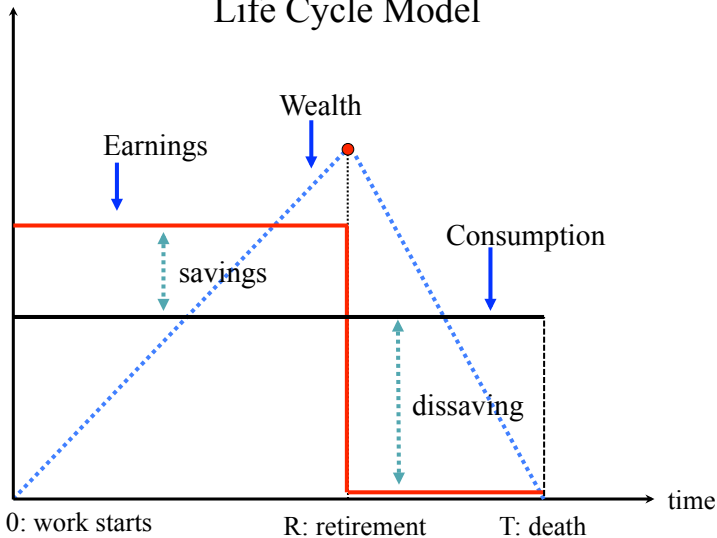 Life Cycle Model
Wealth
Earnings
Consumption
savings
dissaving
time
0: work starts
R: retirement
T: death